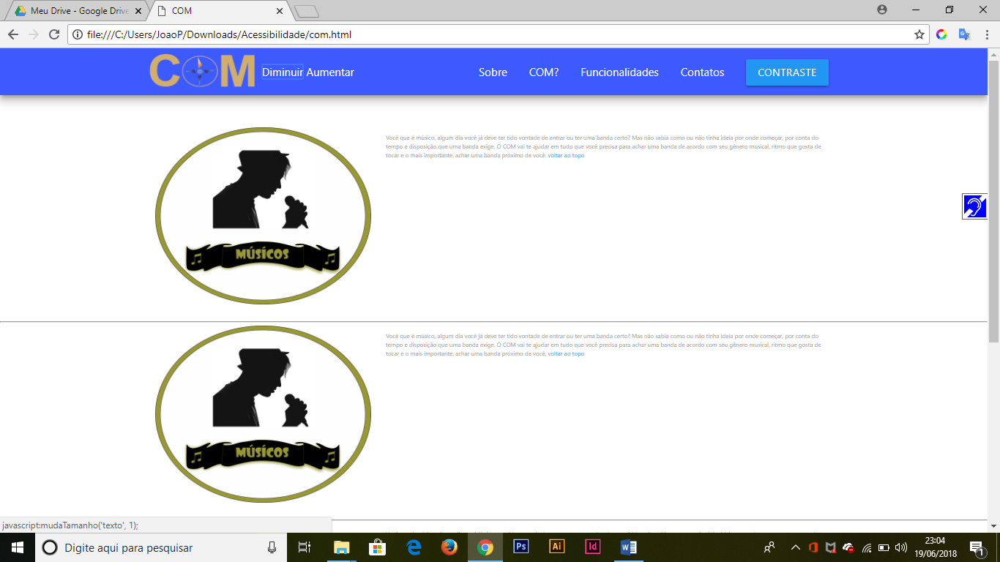 Meu Drive - Google Drive
COM
file:///C:/Users/JoaoP/Downloads/Acessibilidade/com.html
COM
Diminuir Aumentar
Sobre
COM?
Funcionalidades
Contatos
CONTRASTE
Você que é músico, algum dia você já deve ter tido vontade de entrar ou ter uma banda certo? Mas não sabia como ou não tinha ideia por onde começar, por conta do
tempo e disposição que uma banda exige. O COM vai te ajudar em tudo que você precisa para achar uma banda de acordo com seu gênero musical, ritmo que gosta de
tocar e o mais importante, achar uma banda próximo de você. voltar ao topo
MÚSÍCOS
Você que é músico, algum dia você já deve ter tido vontade de entrar ou ter uma banda certo? Mas não sabia como ou não tinha ideia por onde começar, por conta do
tempo e disposição que uma banda exige. O COM vai te ajudar em tudo que você precisa para achar uma banda de acordo com seu gênero musical, ritmo que gosta de
tocar e o mais importante, achar uma banda próximo de você. voltar ao topo
MÚSÍCOS
javascript:mudaTamanho('texto', 1);
Digite aqui para pesquisar
Ps
Ai
Id
23:04
19/06/2018
1